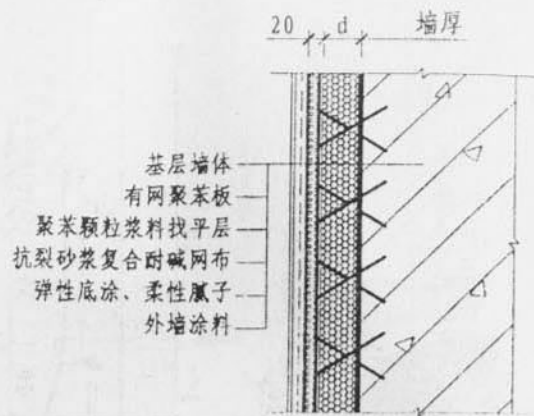 20 d 墙厚
基层墙体
有网聚苯板
聚苯颗粒浆料找平层
抗裂砂浆复合耐碱网布
弹性底涂、柔性腻子
外墙涂料